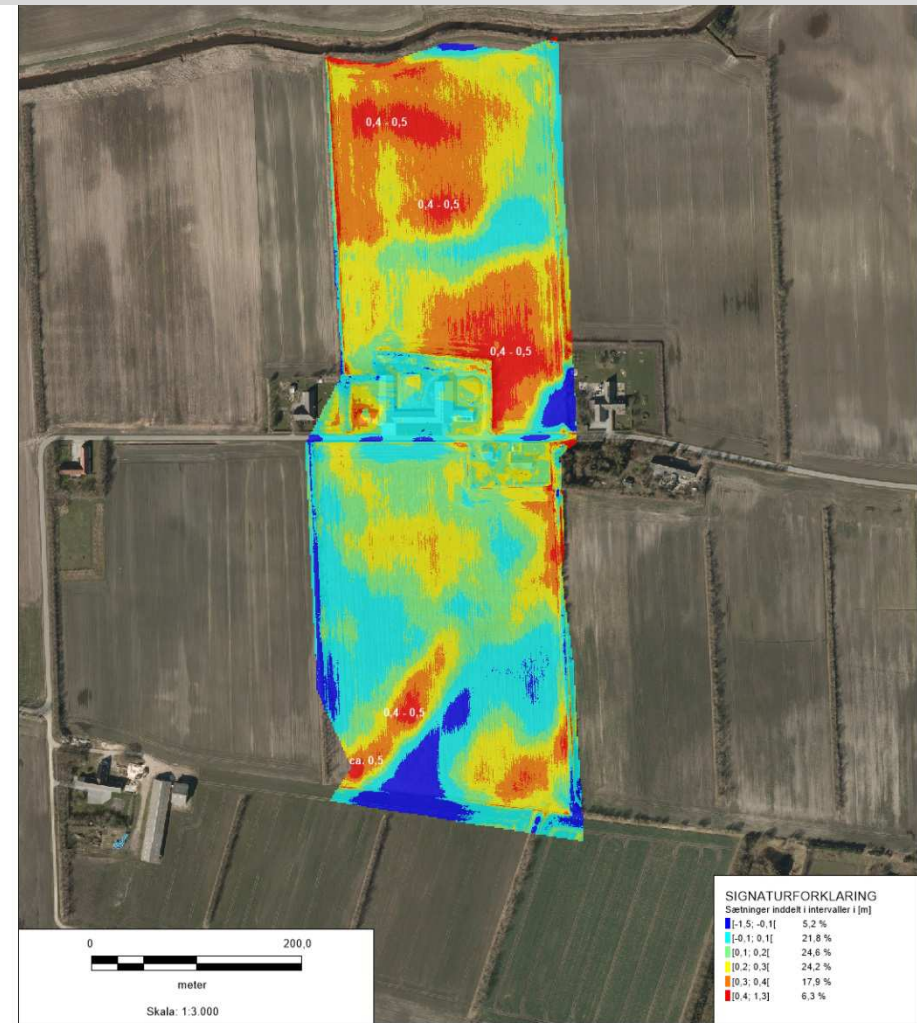 0,4 - 0,5
0,4 - 0,5
0,4 - 0,5
0,4 - 0,5
ca. 0,5
0 200,0
meter
Skala: 1:3.000
SIGNATURFORKLARING
Sætninger inddelt i intervaller i [m]
[-1,5; -0,1[ 5,2 %
[-0,1; 0,1[ 21,8 %
[0,1; 0,2[ 24,6 %
[0,2; 0,3[ 24,2 %
[0,3; 0,4[ 17,9 %
[0,4; 1,3] 6,3 %